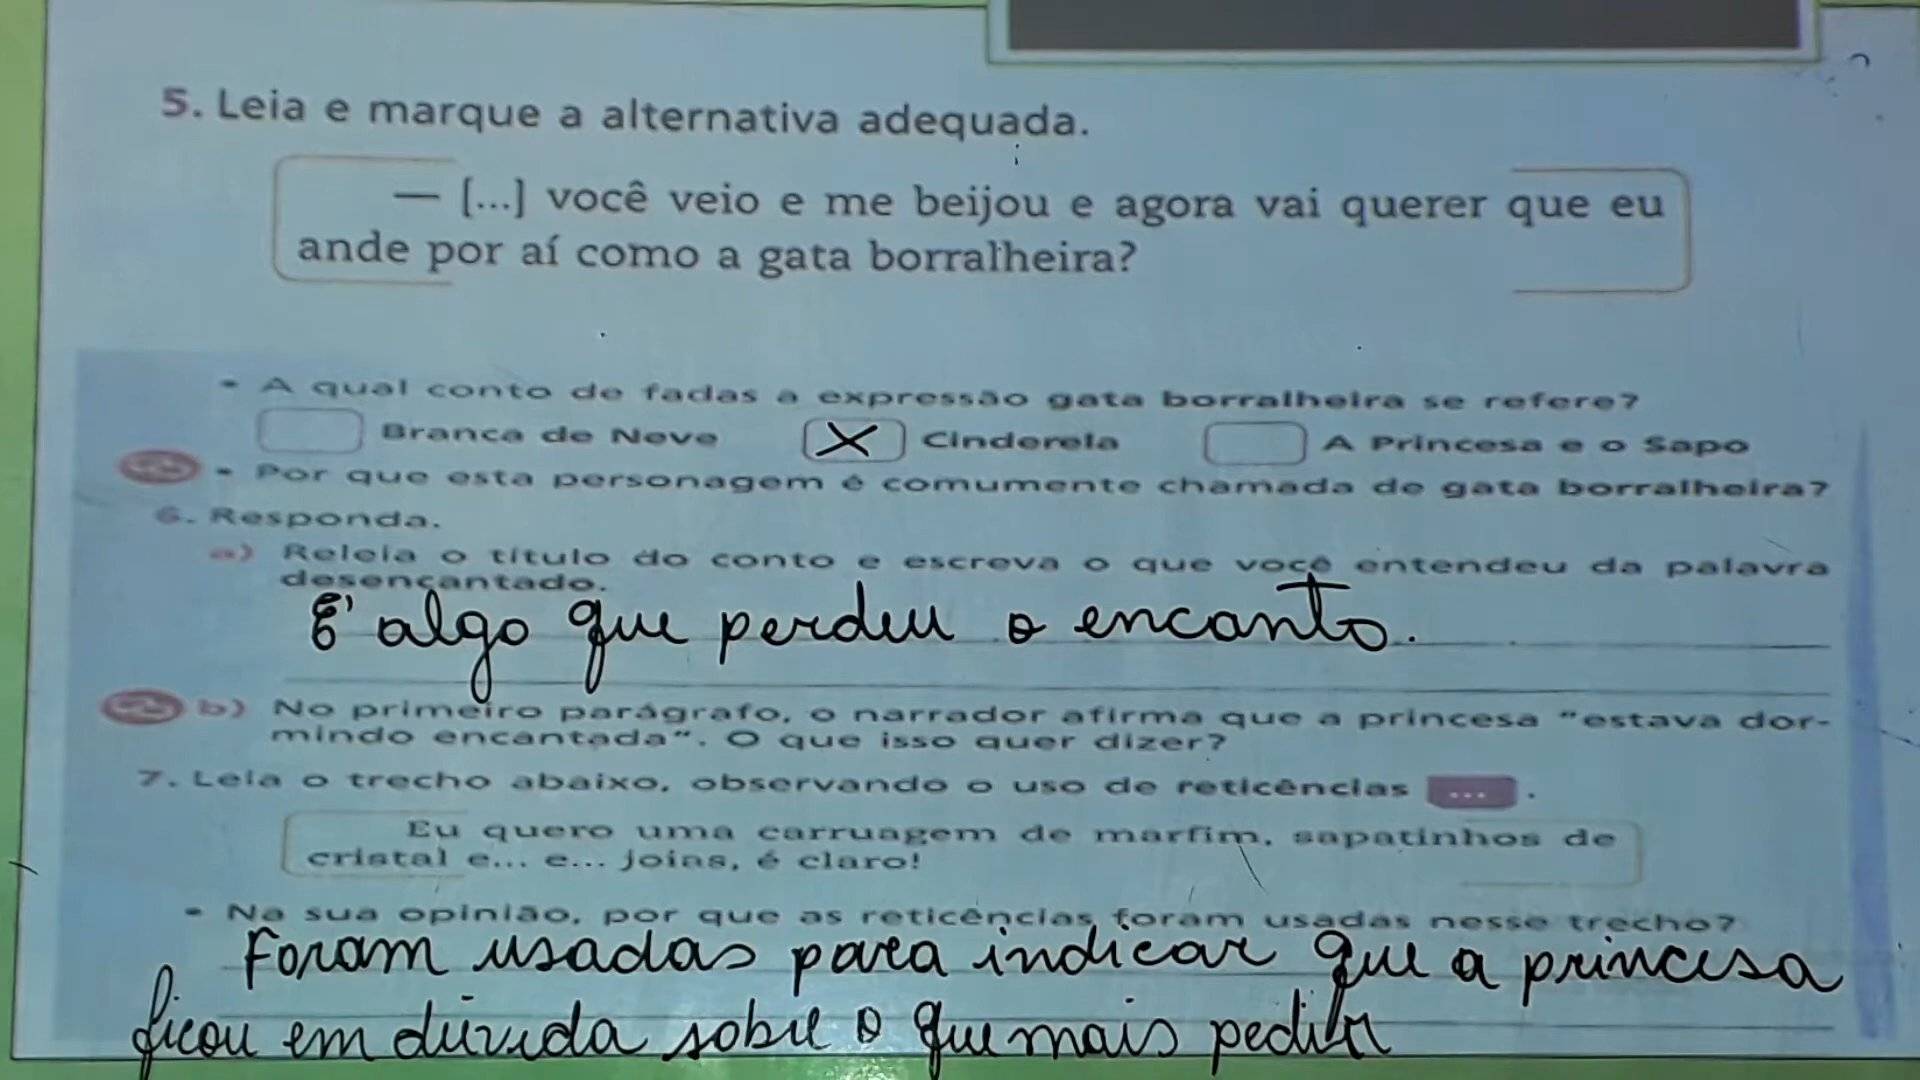 5. Leia e marque a alternativa adequada.
— [...] você veio e me beijou e agora vai querer que eu
ande por aí como a gata borralheira?
• A qual conto de fadas a expressão gata borralheira se refere?
Branca de Neve X Cinderela A Princesa e o Sapo
• Por que esta personagem é comumente chamada de gata borralheira?
6. Responda.
a) Releia o título do conto e escreva o que você entendeu da palavra
desencantado.
É algo que perdeu o encanto.
b) No primeiro parágrafo, o narrador afirma que a princesa "estava dor-
mindo encantada". O que isso quer dizer?
7. Leia o trecho abaixo, observando o uso de reticências ... .
Eu quero uma carruagem de marfim, sapatinhos de
cristal e... e... joias, é claro!
• Na sua opinião, por que as reticências foram usadas nesse trecho?
Foram usadas para indicar que a princesa
ficou em dúvida sobre o que mais pedir